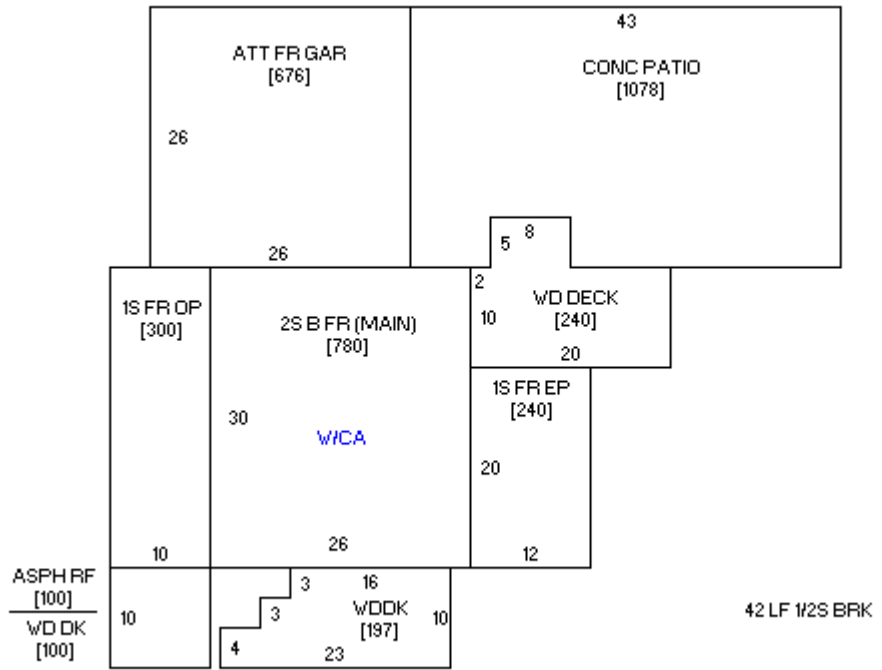 43
ATT FR GAR
[676]
CONC PATIO
[1078]
26
26
5
8
2
1S FR OP
[300]
2S B FR (MAIN)
[780]
WD DECK
[240]
10
20
1S FR EP
[240]
30
W/CA
20
10
26
12
ASPH RF
[100]
WD DK
[100]
10
3
16
3
WDDK
[197]
10
4
23
42 LF 1/2S BRK